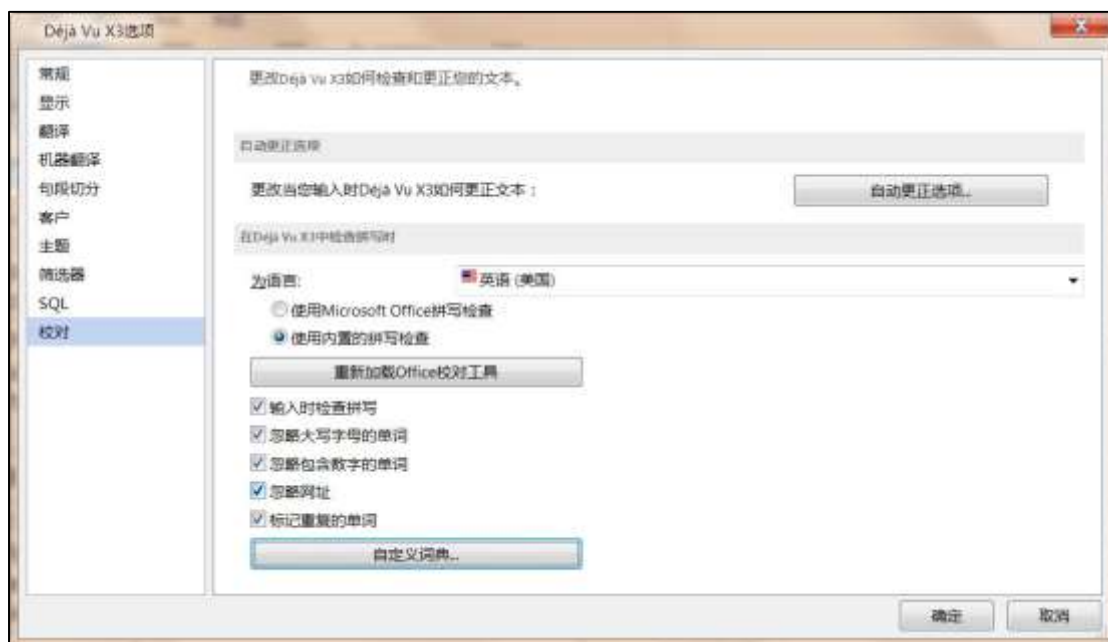 Déjà Vu X3选项
常规
显示
翻译
机器翻译
句段切分
客户
主题
筛选器
SQL
校对
更改Déjà Vu X3如何检查和更正您的文本。
自动更正选项
更改当您输入时Déjà Vu X3如何更正文本：
自动更正选项...
在Déjà Vu X3中检查拼写时
为语言:
英语 (美国)
使用Microsoft Office拼写检查
使用内置的拼写检查
重新加载Office校对工具
输入时检查拼写
忽略大写字母的单词
忽略包含数字的单词
忽略网址
标记重复的单词
自定义词典...
确定
取消